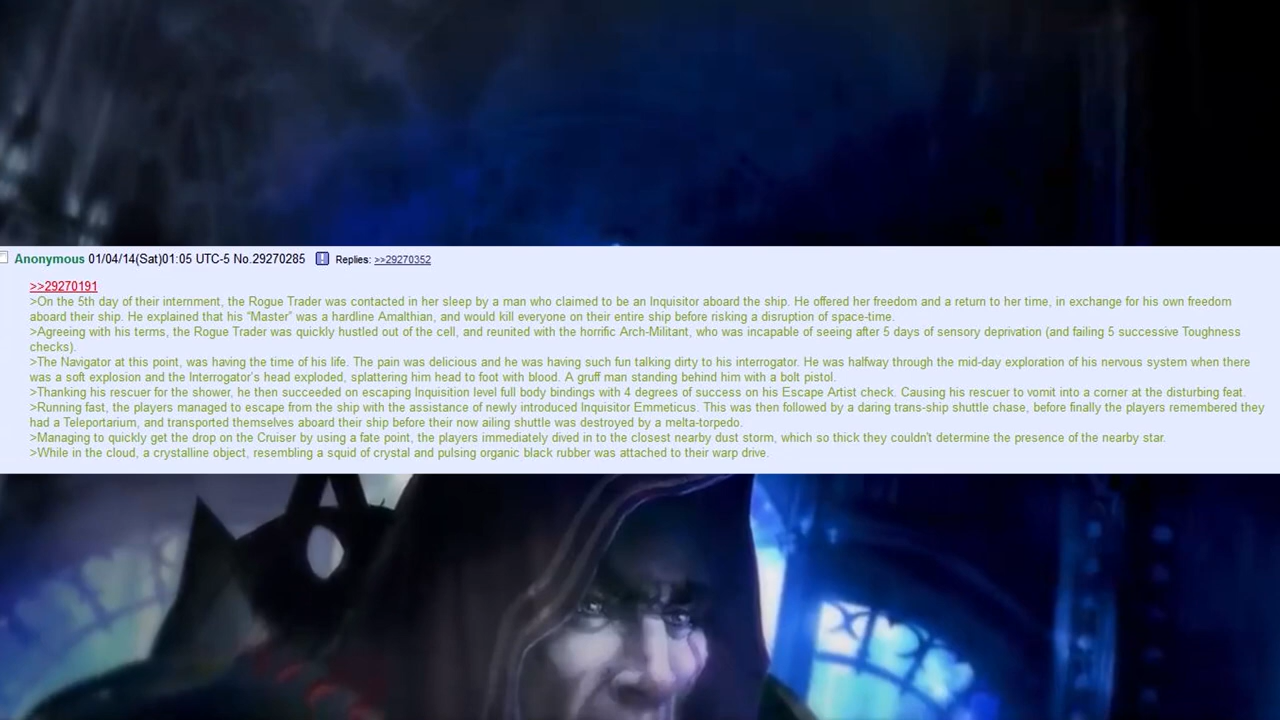 Anonymous 01/04/14(Sat)01:05 UTC-5 No.29270285 Replies: >>29270352
>>29270191
>On the 5th day of their internment, the Rogue Trader was contacted in her sleep by a man who claimed to be an Inquisitor aboard the ship. He offered her freedom and a return to her time, in exchange for his own freedom
aboard their ship. He explained that his “Master” was a hardline Amalthian, and would kill everyone on their entire ship before risking a disruption of space-time.
>Agreeing with his terms, the Rogue Trader was quickly hustled out of the cell, and reunited with the horrific Arch-Militant, who was incapable of seeing after 5 days of sensory deprivation (and failing 5 successive Toughness
checks).
>The Navigator at this point, was having the time of his life. The pain was delicious and he was having such fun talking dirty to his interrogator. He was halfway through the mid-day exploration of his nervous system when there
was a soft explosion and the Interrogator's head exploded, splattering him head to foot with blood. A gruff man standing behind him with a bolt pistol.
>Thanking his rescuer for the shower, he then succeeded on escaping Inquisition level full body bindings with 4 degrees of success on his Escape Artist check. Causing his rescuer to vomit into a corner at the disturbing feat.
>Running fast, the players managed to escape from the ship with the assistance of newly introduced Inquisitor Emmeticus. This was then followed by a daring trans-ship shuttle chase, before finally the players remembered they
had a Teleportarium, and transported themselves aboard their ship before their now ailing shuttle was destroyed by a melta-torpedo.
>Managing to quickly get the drop on the Cruiser by using a fate point, the players immediately dived in to the closest nearby dust storm, which so thick they couldn't determine the presence of the nearby star.
>While in the cloud, a crystalline object, resembling a squid of crystal and pulsing organic black rubber was attached to their warp drive.